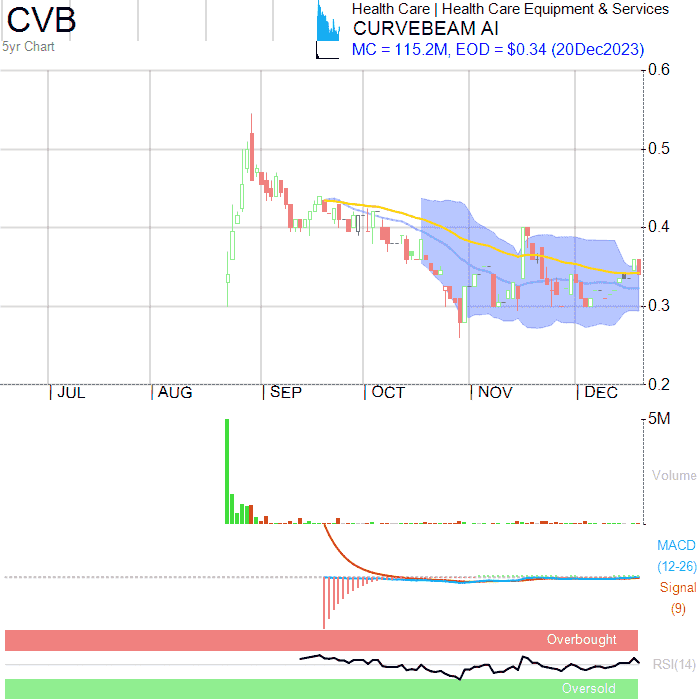 CVB
5yr Chart
Health Care | Health Care Equipment & Services
CURVEBEAM AI
MC = 115.2M, EOD = $0.34 (20Dec2023)
0.6
0.5
0.4
0.3
0.2
JUL AUG SEP OCT NOV DEC
5M
Volume
MACD
(12-26)
Signal
(9)
Overbought
RSI(14)
Oversold